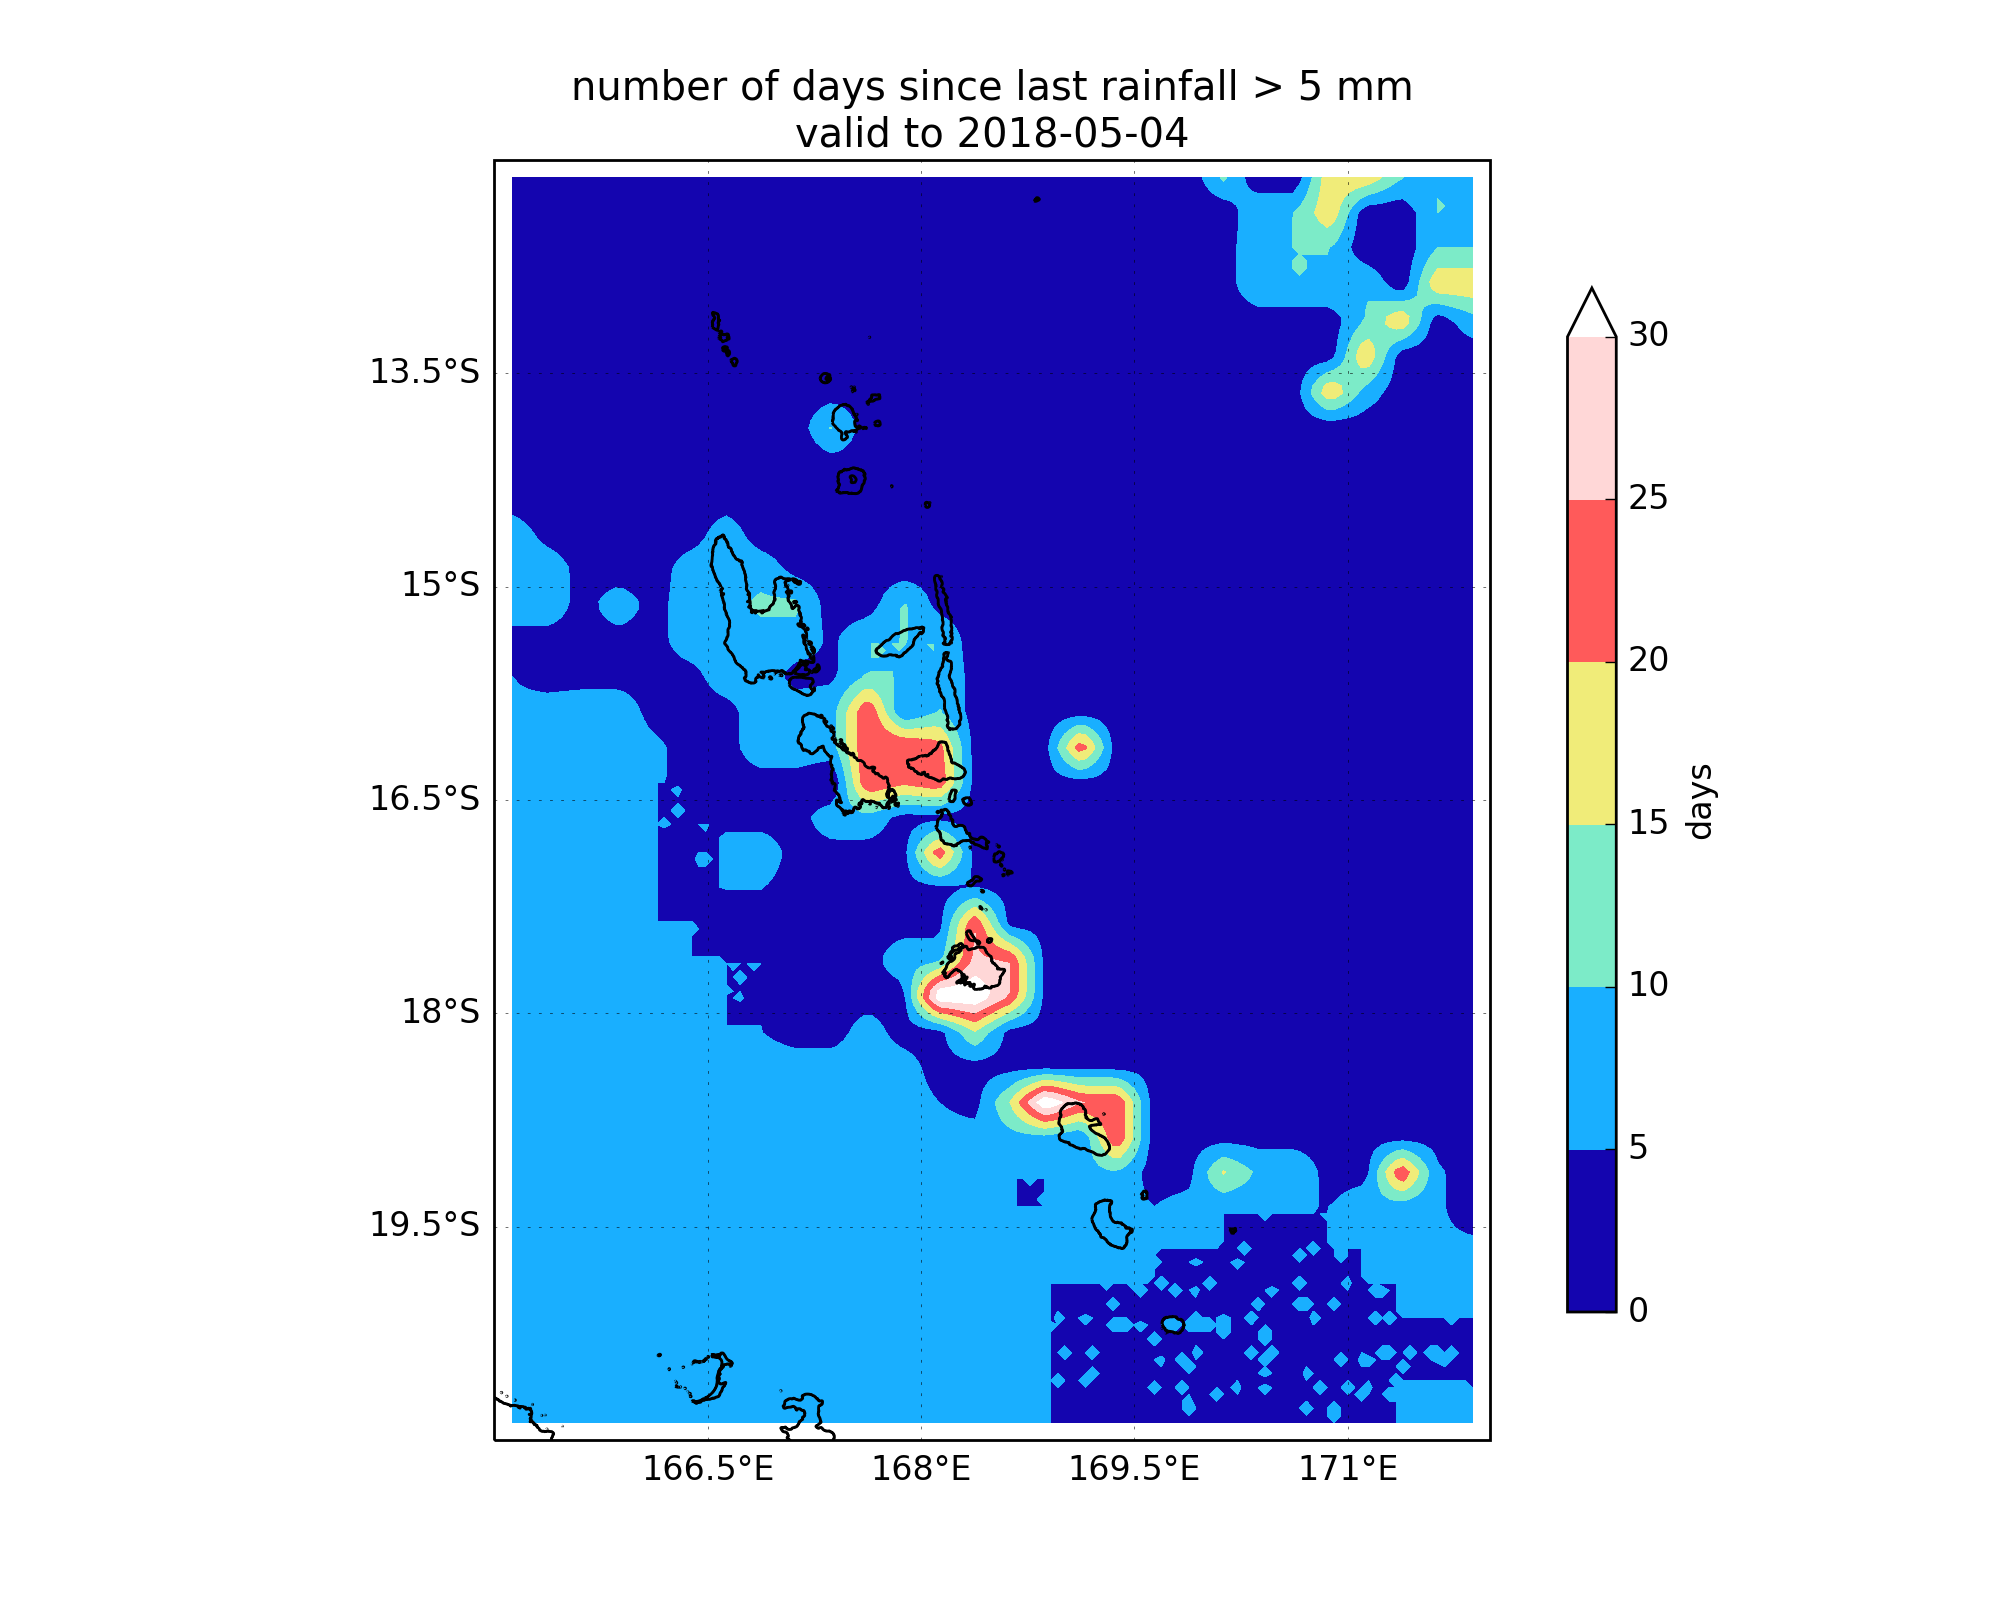 number of days since last rainfall > 5 mm
valid to 2018-05-04
13.5°S
15°S
16.5°S
18°S
19.5°S
166.5°E
168°E
169.5°E
171°E
30
25
20
15
10
5
0
days